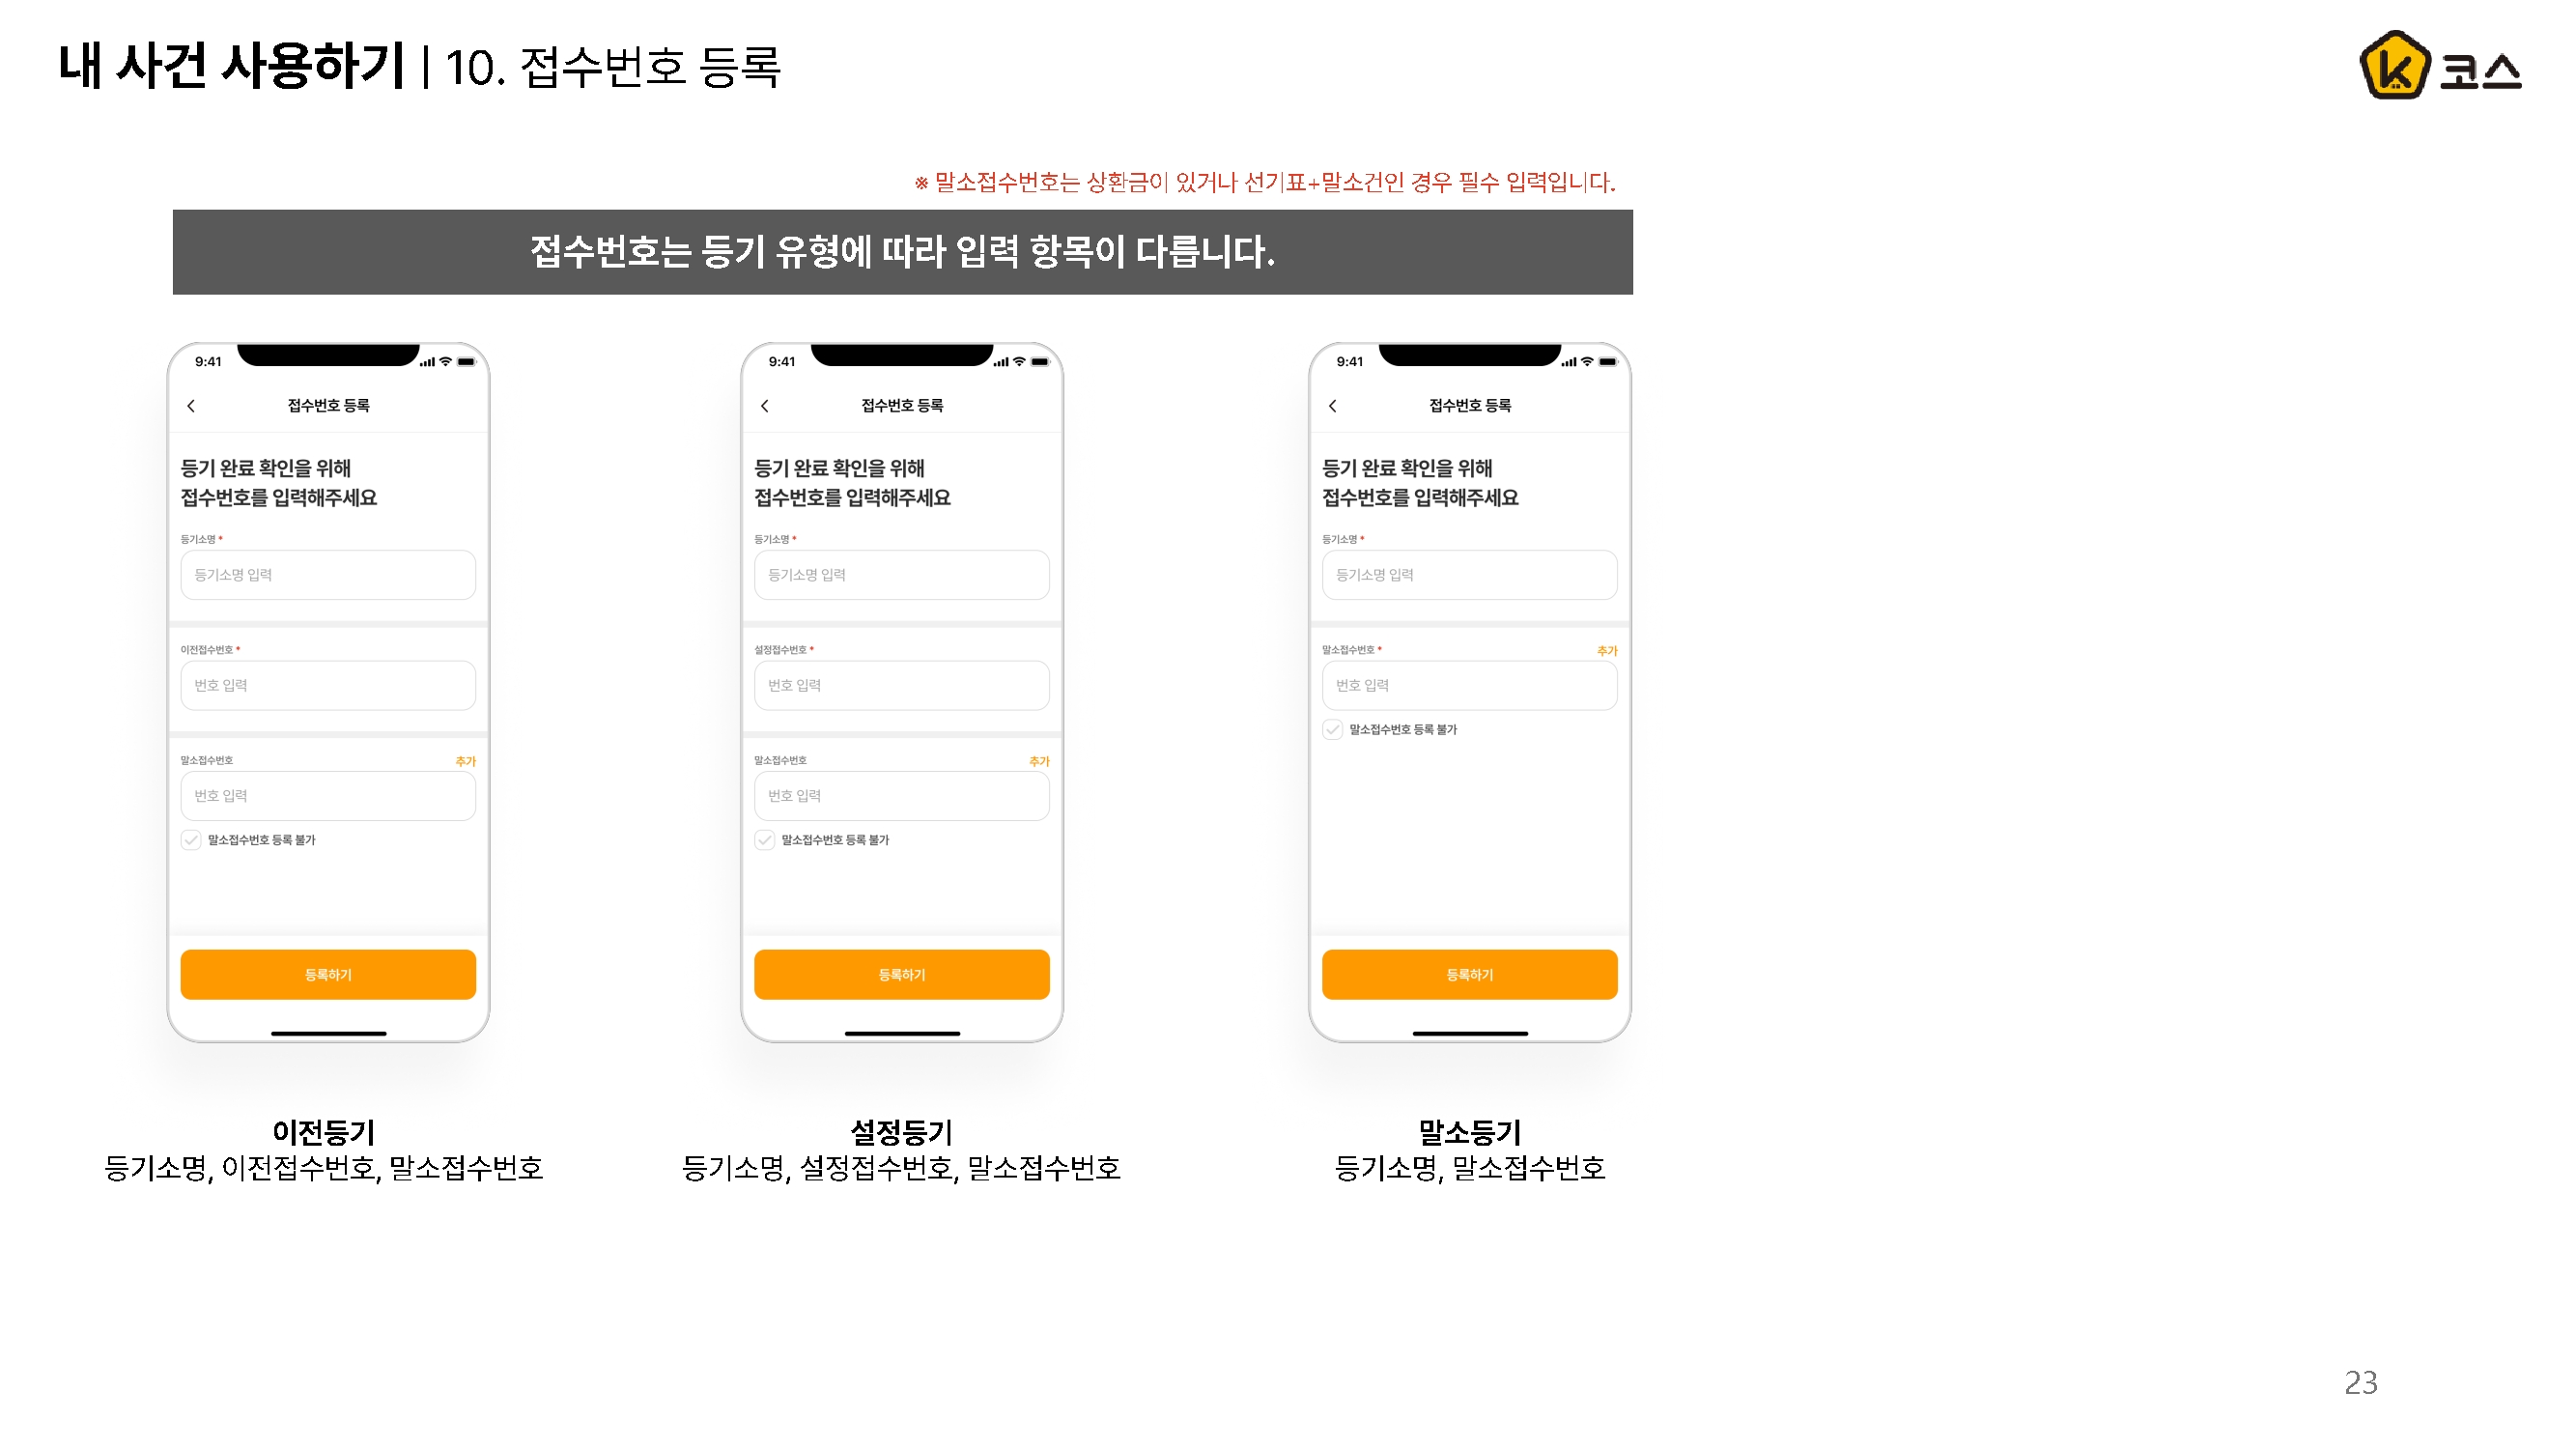 내 사건 사용하기 | 10. 접수번호 등록
k 코스
※ 말소접수번호는 상환금이 있거나 선기표+말소건인 경우 필수 입력입니다.
접수번호는 등기 유형에 따라 입력 항목이 다릅니다.
9:41
접수번호 등록
등기 완료 확인을 위해
접수번호를 입력해주세요
등기소명 *
등기소명 입력
이전접수번호 *
번호 입력
말소접수번호 추가
번호 입력
말소접수번호 등록 불가
등록하기
이전등기
등기소명, 이전접수번호, 말소접수번호
9:41
접수번호 등록
등기 완료 확인을 위해
접수번호를 입력해주세요
등기소명 *
등기소명 입력
설정접수번호 *
번호 입력
말소접수번호 추가
번호 입력
말소접수번호 등록 불가
등록하기
설정등기
등기소명, 설정접수번호, 말소접수번호
9:41
접수번호 등록
등기 완료 확인을 위해
접수번호를 입력해주세요
등기소명 *
등기소명 입력
말소접수번호 * 추가
번호 입력
말소접수번호 등록 불가
등록하기
말소등기
등기소명, 말소접수번호
23